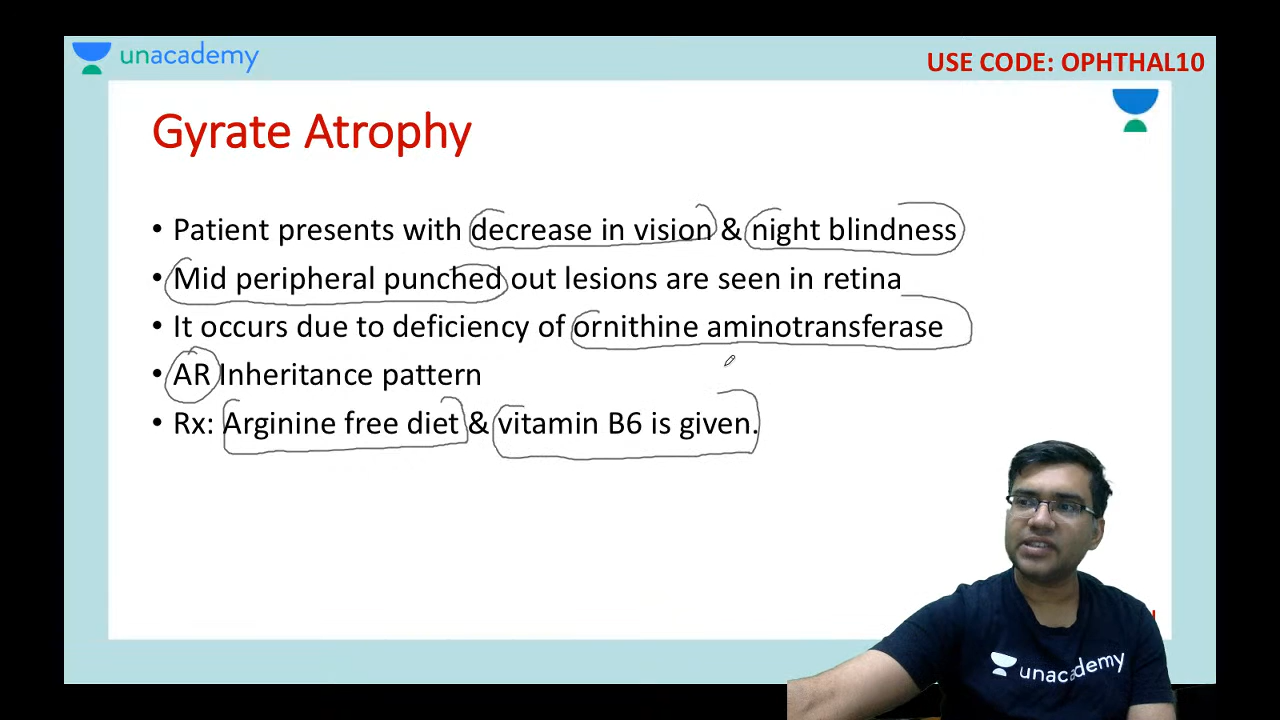 unacademy
USE CODE: OPHTHAL10
Gyrate Atrophy
• Patient presents with decrease in vision & night blindness
• Mid peripheral punched out lesions are seen in retina
• It occurs due to deficiency of ornithine aminotransferase
• AR Inheritance pattern
• Rx: Arginine free diet & vitamin B6 is given.
unacademy